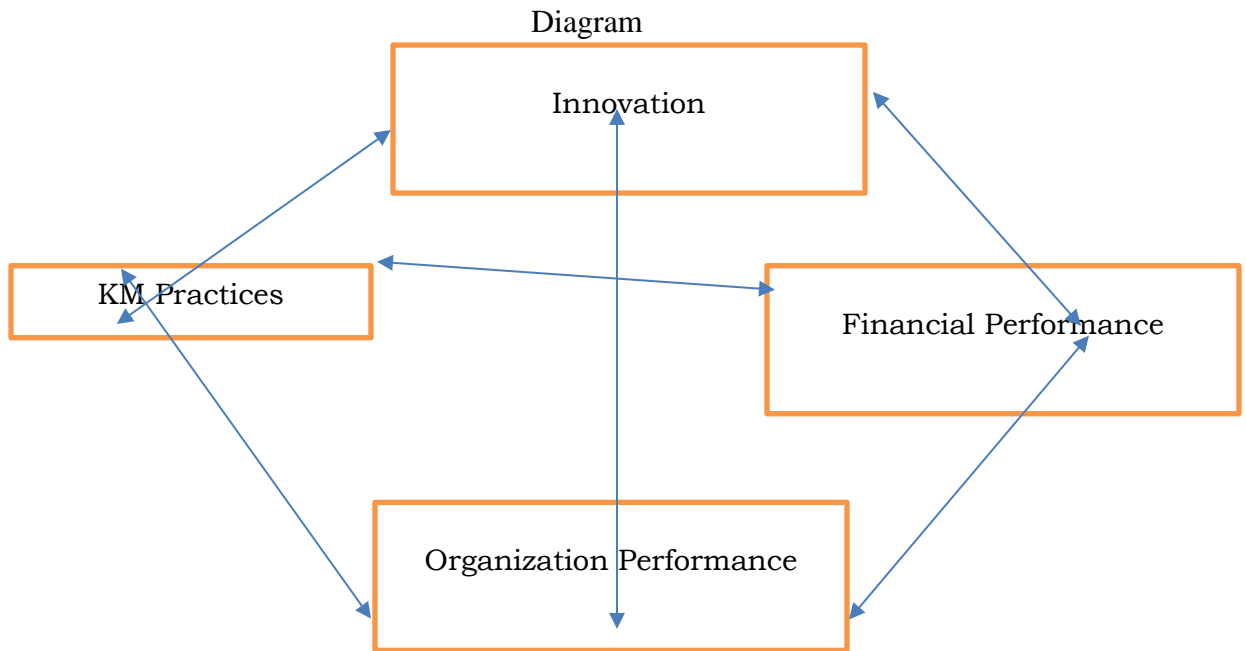 Diagram
Innovation
KM Practices
Financial Performance
Organization Performance